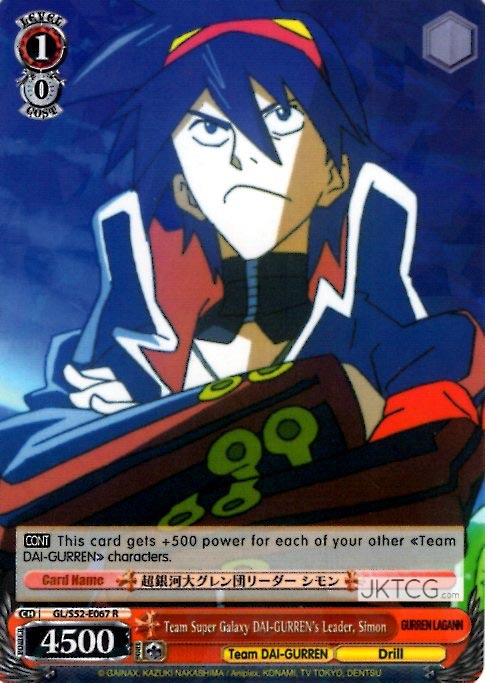 LEVEL
1
0
COST
CONT This card gets +500 power for each of your other «Team
DAI-GURREN» characters.
Card Name 超銀河大グレン団リーダー シモン
JKTCG.com
CH GL/S52-E067 R
POWER 4500 SOUL
Team Super Galaxy DAI-GURREN's Leader, Simon
GURREN LAGANN
Team DAI-GURREN Drill
© GAINAX, KAZUKI NAKASHIMA / Aniplex, KONAMI, TV TOKYO, DENTSU